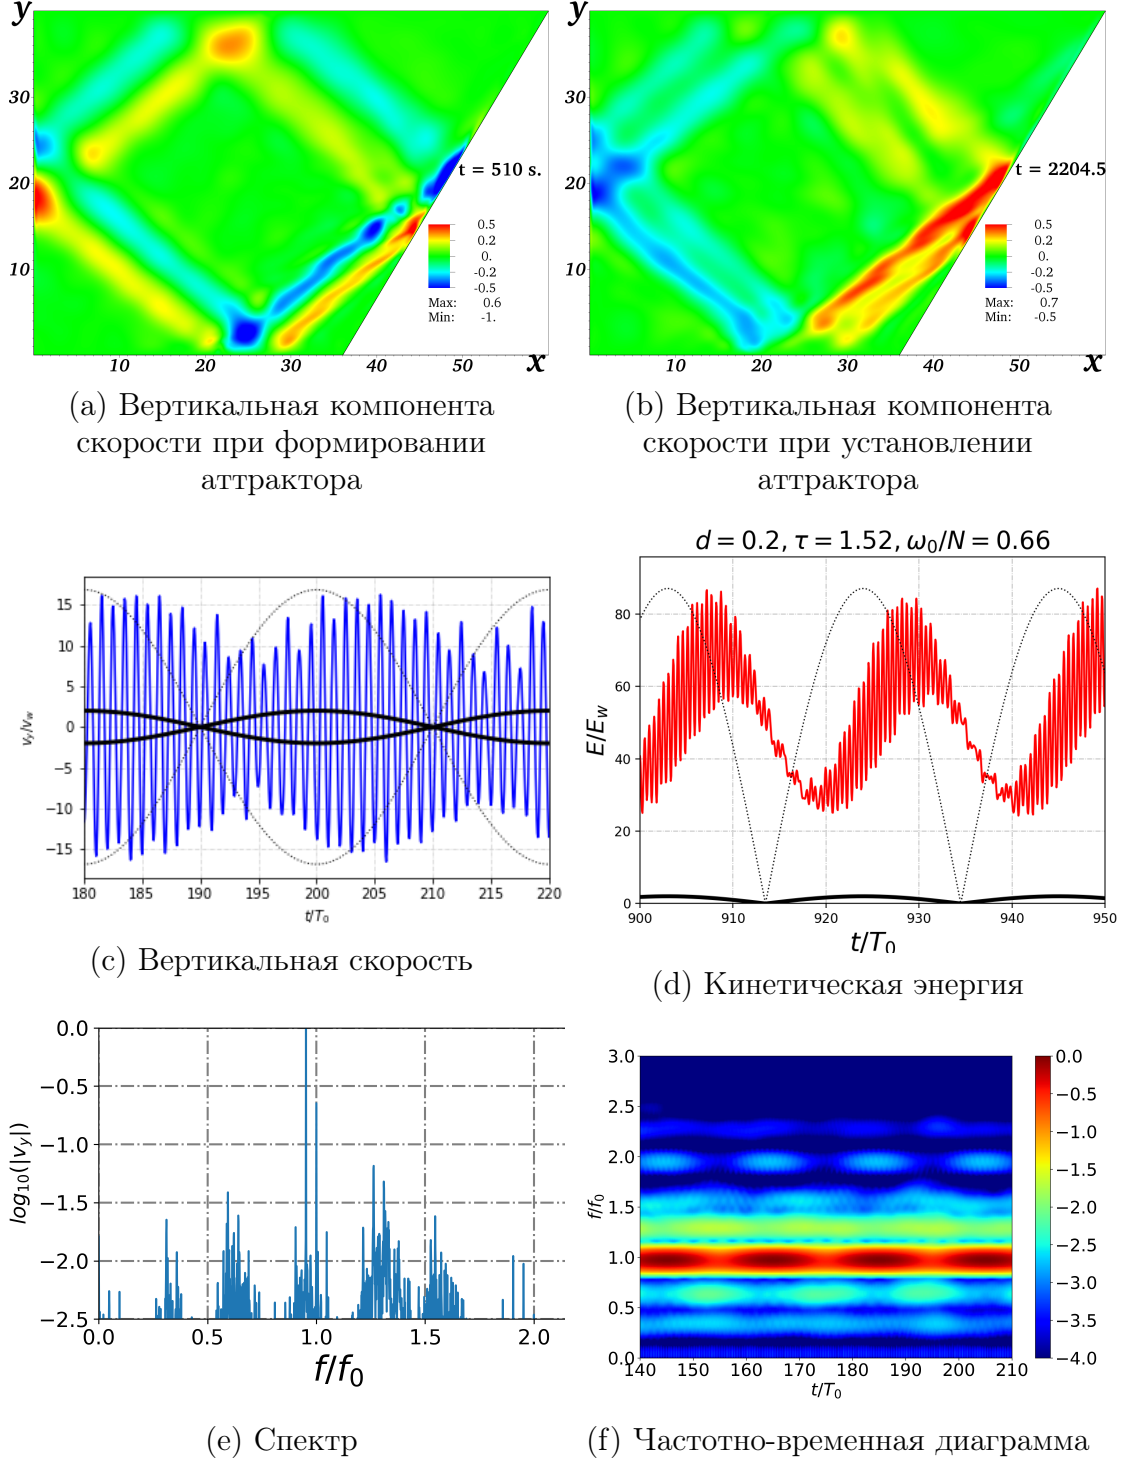 y
30
20
10
t = 510 s.
0.5
0.2
0.
-0.2
-0.5
Max: 0.6
Min: -1.
10 20 30 40 50 x
y
30
20
10
t = 2204.5
0.5
0.2
0.
-0.2
-0.5
Max: 0.7
Min: -0.5
10 20 30 40 50 x
(a) Вертикальная компонента
скорости при формировании
аттрактора
(b) Вертикальная компонента
скорости при установлении
аттрактора
v_y/v_w
15
10
5
0
−5
−10
−15
180 185 190 195 200 205 210 215 220
t/T_0
(c) Вертикальная скорость
d = 0.2, τ = 1.52, ω_0/N = 0.66
E/E_w
80
60
40
20
0
900 910 920 930 940 950
t/T_0
(d) Кинетическая энергия
log_10(|v_y|)
0.0
−0.5
−1.0
−1.5
−2.0
−2.5
0.0 0.5 1.0 1.5 2.0
f/f_0
(e) Спектр
f/f_0
3.0
2.5
2.0
1.5
1.0
0.5
0.0
140 150 160 170 180 190 200 210
t/T_0
0.0
−0.5
−1.0
−1.5
−2.0
−2.5
−3.0
−3.5
−4.0
(f) Частотно-временная диаграмма